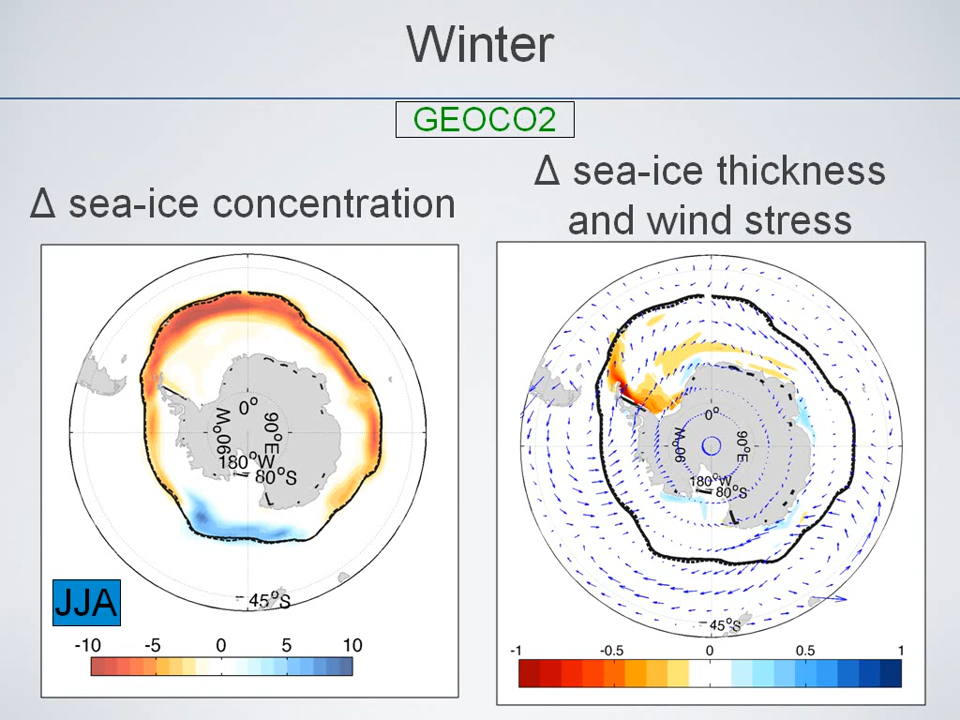 Winter
GEOCO2
Δ sea-ice concentration
Δ sea-ice thickness
and wind stress
0°
90°W
90°E
180°W
80°S
45°S
JJA
-10 -5 0 5 10
0°
90°W
90°E
180°W
80°S
45°S
-1 -0.5 0 0.5 1